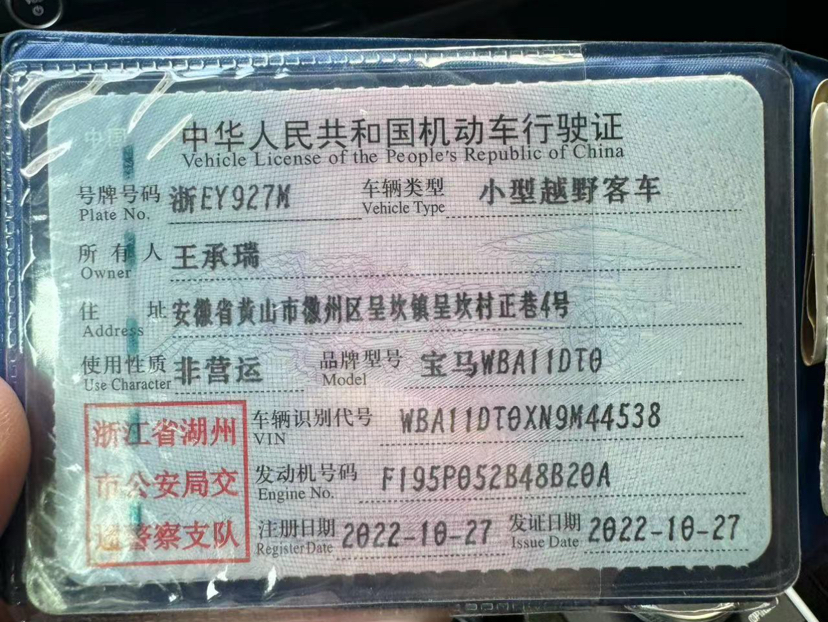 中华人民共和国机动车行驶证
Vehicle License of the People's Republic of China
号牌号码 浙EY927M 车辆类型 小型越野客车
Plate No. Vehicle Type
所有人 王承瑞
Owner
住址 安徽省黄山市徽州区呈坎镇呈坎村正巷4号
Address
使用性质 非营运 品牌型号 宝马WBA11DT0
Use Character Model
浙江省湖州市公安局交通警察支队
车辆识别代号 WBA11DT0XN9M44538
VIN
发动机号码 F195P052B48B20A
Engine No.
注册日期 2022-10-27 发证日期 2022-10-27
Register Date Issue Date